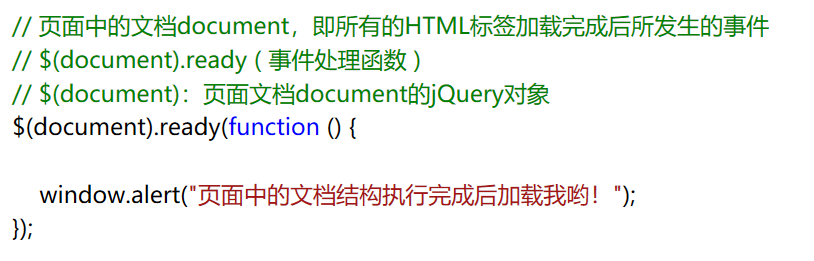 // 页面中的文档document，即所有的HTML标签加载完成后所发生的事件
// $(document).ready ( 事件处理函数 )
// $(document)：页面文档document的jQuery对象
$(document).ready(function () {
window.alert("页面中的文档结构执行完成后加载我哟！");
});